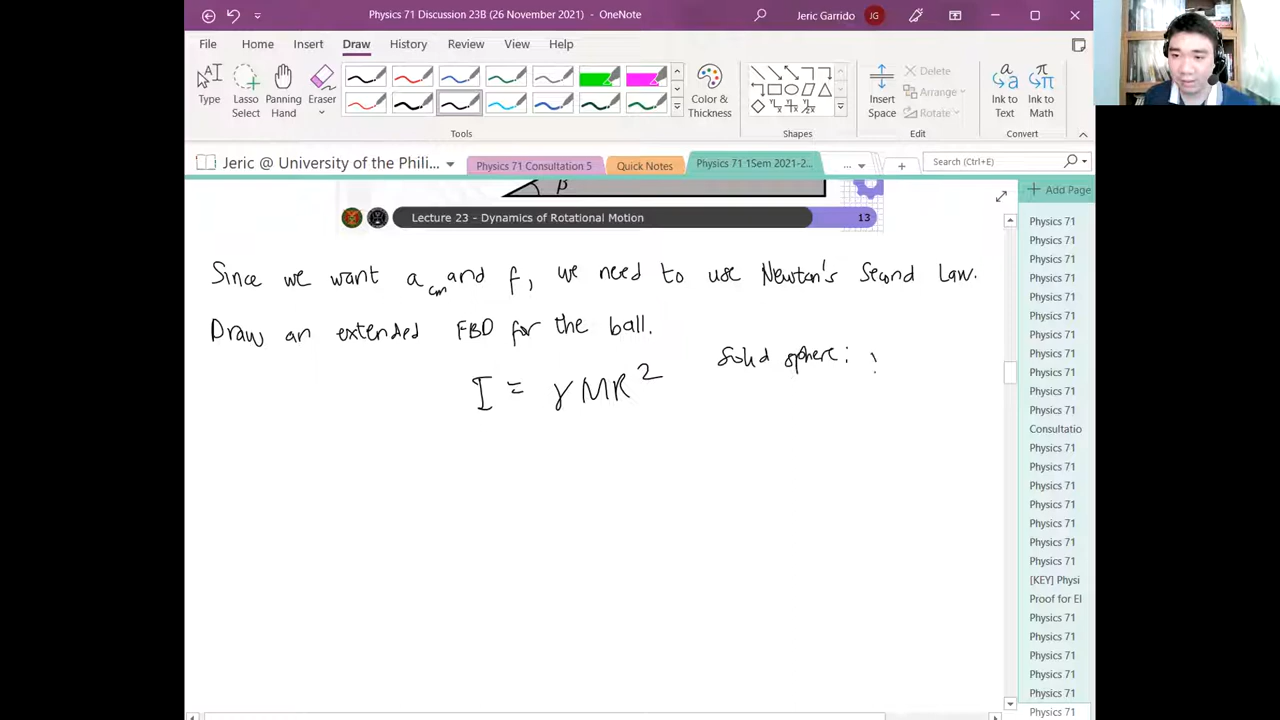 Physics 71 Discussion 23B (26 November 2021) - OneNote
Jeric Garrido
JG
File Home Insert Draw History Review View Help
Type
Lasso Select
Panning Hand
Eraser
Color & Thickness
Insert Space
Delete
Arrange
Rotate
Ink to Text
Ink to Math
Tools
Shapes
Edit
Convert
Jeric @ University of the Phili...
Physics 71 Consultation 5
Quick Notes
Physics 71 1Sem 2021-2...
...
Search (Ctrl+E)
Add Page
β
Lecture 23 - Dynamics of Rotational Motion 13
Since we want a cm and f, we need to use Newton's Second Law.
Draw an extended FBD for the ball.
Solid sphere:
I = γMR²
Physics 71
Physics 71
Physics 71
Physics 71
Physics 71
Physics 71
Physics 71
Physics 71
Physics 71
Physics 71
Physics 71
Consultatio
Physics 71
Physics 71
Physics 71
Physics 71
Physics 71
Physics 71
Physics 71
[KEY] Physi
Proof for El
Physics 71
Physics 71
Physics 71
Physics 71
Physics 71
Physics 71